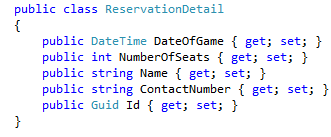 public class ReservationDetail
{
    public DateTime DateOfGame { get; set; }
    public int NumberOfSeats { get; set; }
    public string Name { get; set; }
    public string ContactNumber { get; set; }
    public Guid Id { get; set; }
}